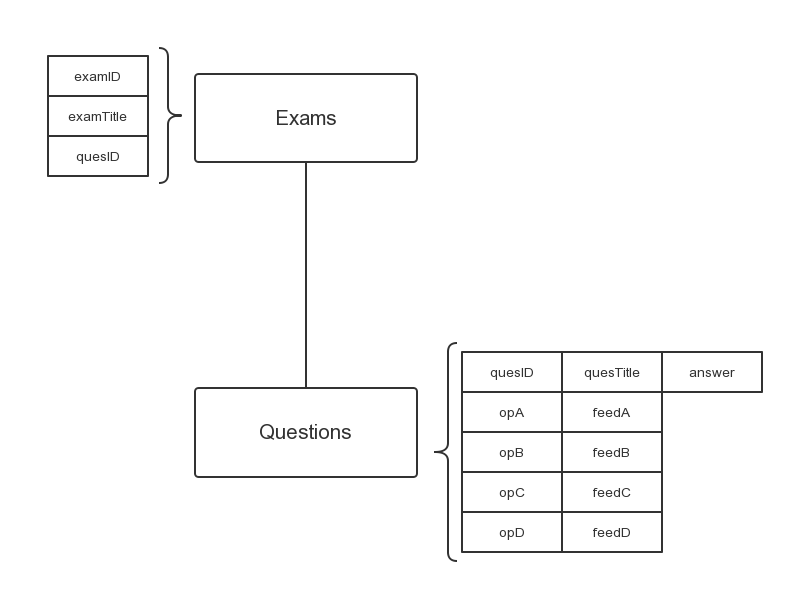 examID
examTitle
quesID
Exams
Questions
quesID quesTitle answer
opA feedA
opB feedB
opC feedC
opD feedD